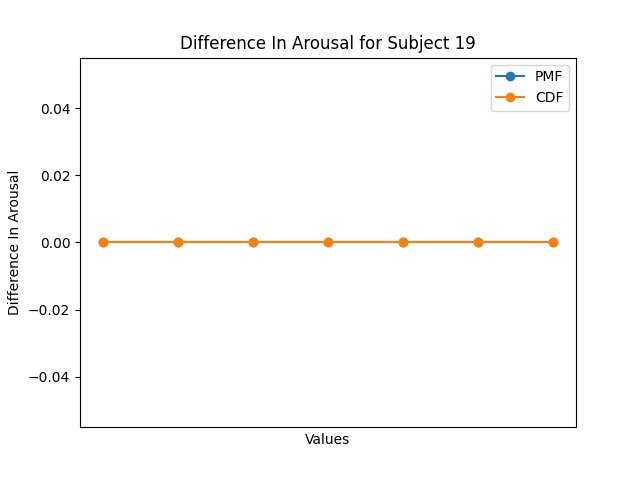 Difference In Arousal for Subject 19
PMF
CDF
0.04
0.02
0.00
−0.02
−0.04
Difference In Arousal
Values